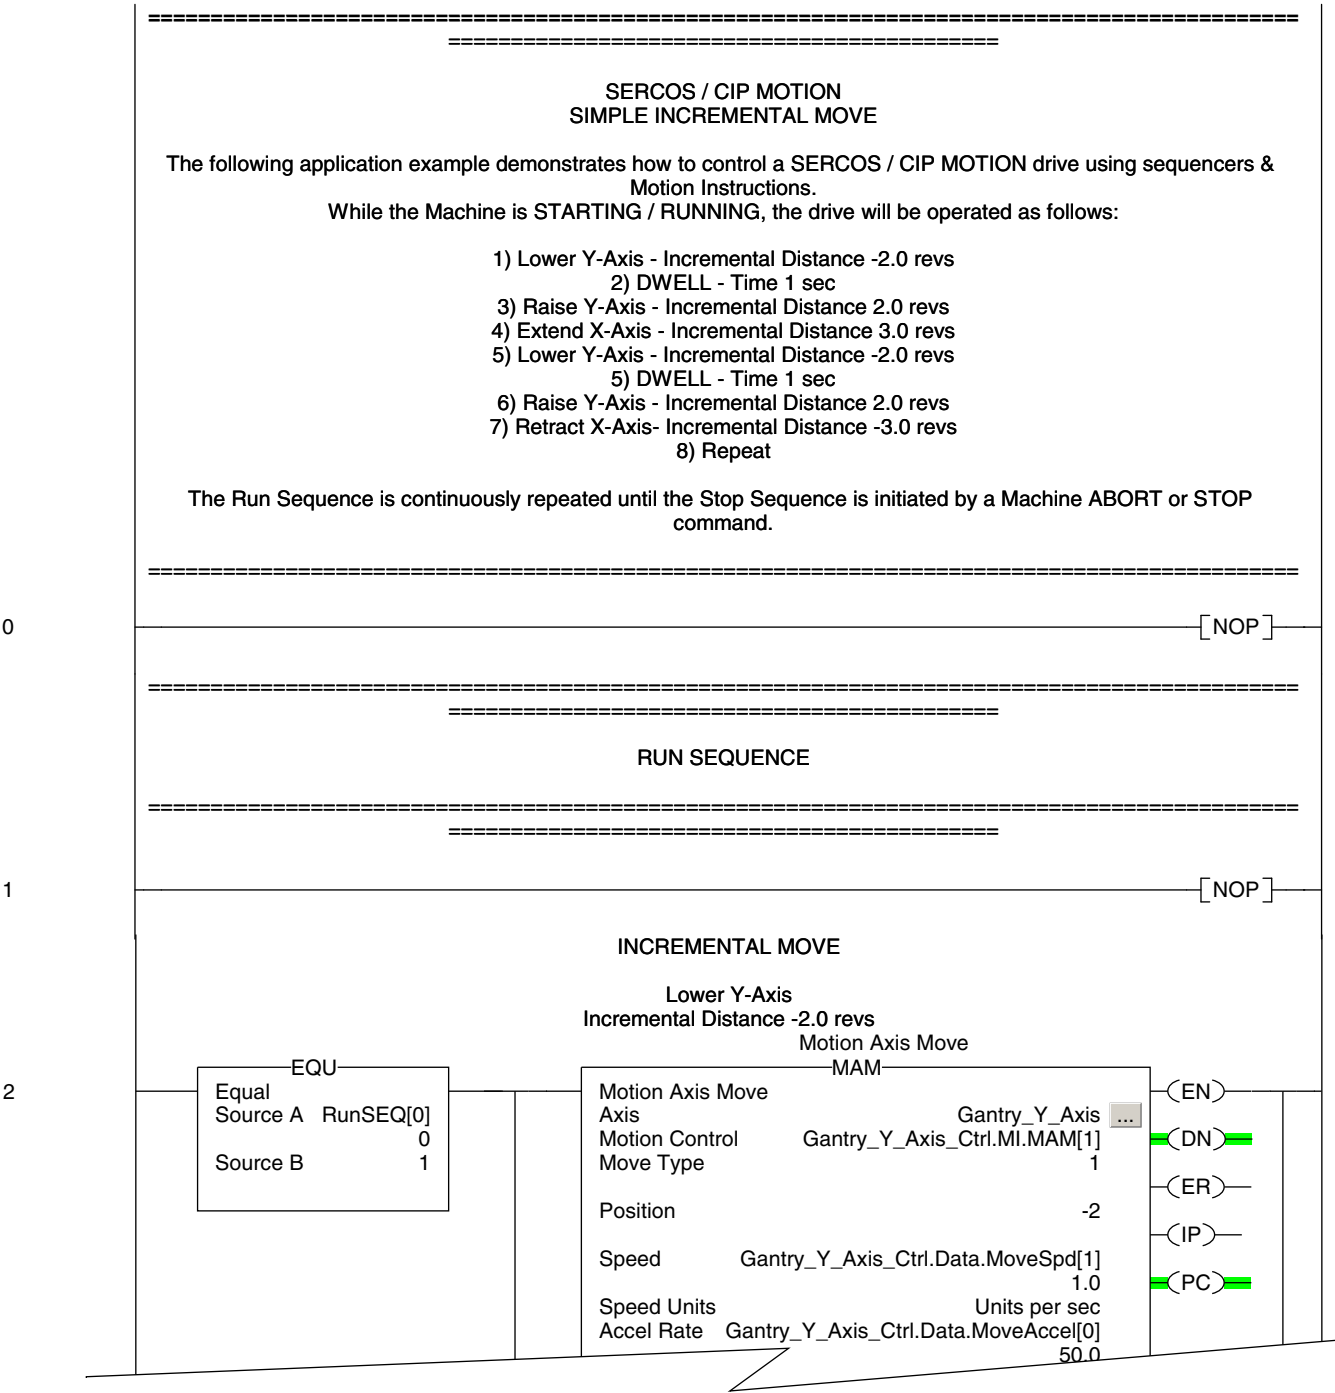 ============================================================================================
============================================
SERCOS / CIP MOTION
SIMPLE INCREMENTAL MOVE
The following application example demonstrates how to control a SERCOS / CIP MOTION drive using sequencers &
Motion Instructions.
While the Machine is STARTING / RUNNING, the drive will be operated as follows:
1) Lower Y-Axis - Incremental Distance -2.0 revs
2) DWELL - Time 1 sec
3) Raise Y-Axis - Incremental Distance 2.0 revs
4) Extend X-Axis - Incremental Distance 3.0 revs
5) Lower Y-Axis - Incremental Distance -2.0 revs
5) DWELL - Time 1 sec
6) Raise Y-Axis - Incremental Distance 2.0 revs
7) Retract X-Axis- Incremental Distance -3.0 revs
8) Repeat
The Run Sequence is continuously repeated until the Stop Sequence is initiated by a Machine ABORT or STOP
command.
============================================================================================
0 NOP
============================================================================================
============================================
RUN SEQUENCE
============================================================================================
============================================
1 NOP
INCREMENTAL MOVE
Lower Y-Axis
Incremental Distance -2.0 revs
Motion Axis Move
EQU MAM
2 Equal Motion Axis Move EN
Source A RunSEQ[0] Axis Gantry_Y_Axis ...
0 Motion Control Gantry_Y_Axis_Ctrl.MI.MAM[1] DN
Source B 1 Move Type 1
ER
Position -2
IP
Speed Gantry_Y_Axis_Ctrl.Data.MoveSpd[1]
1.0 PC
Speed Units Units per sec
Accel Rate Gantry_Y_Axis_Ctrl.Data.MoveAccel[0]
50.0